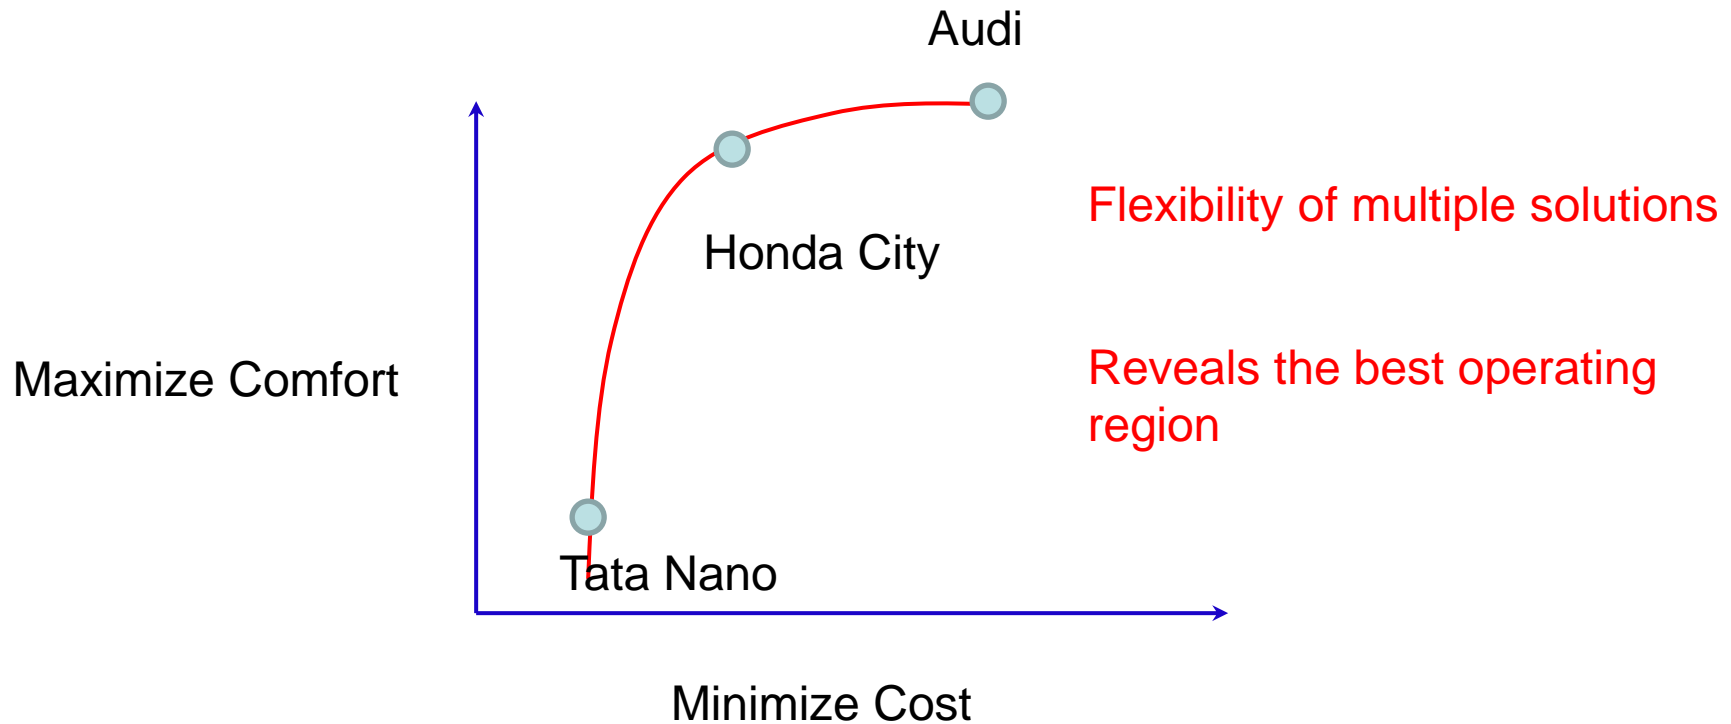 Audi
Flexibility of multiple solutions
Honda City
Maximize Comfort
Reveals the best operating
region
Tata Nano
Minimize Cost